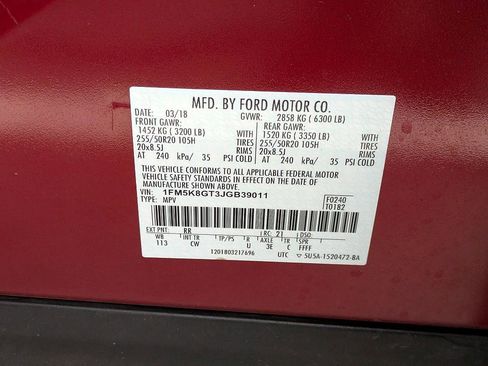 MFD. BY FORD MOTOR CO.
DATE: 03/18 GVWR: 2858 KG ( 6300 LB)
FRONT GAWR: REAR GAWR:
1452 KG ( 3200 LB) WITH 1520 KG ( 3350 LB) WITH
255/50R20 105H TIRES 255/50R20 105H TIRES
20x8.5J RIMS 20x8.5J RIMS
AT 240 kPa/ 35 PSI COLD AT 240 kPa/ 35 PSI COLD
THIS VEHICLE CONFORMS TO ALL APPLICABLE FEDERAL MOTOR
VEHICLE SAFETY STANDARDS IN EFFECT ON THE DATE OF
MANUFACTURE SHOWN ABOVE.
VIN: 1FM5K8GT3JGB39011 F0240
TYPE: MPV T0182
EXT PNT: RR RC: 21 DSO:
WB INT TR TP/PS R AXLE TR SPR
113 CW U 3E C FFFF
1201803217696 UTC 5U5A-1520472-BA